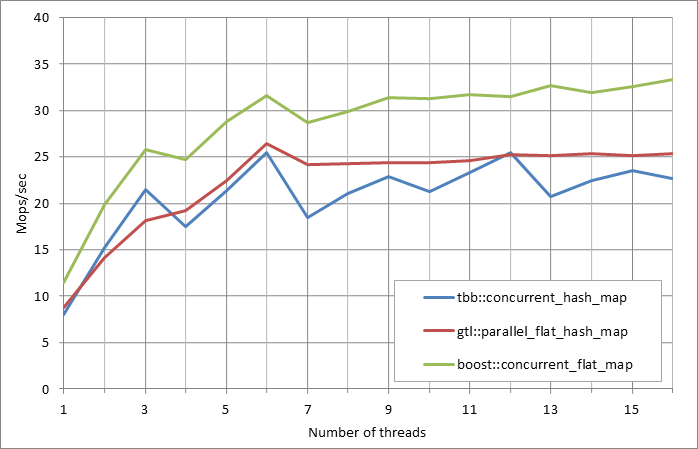 Mops/sec
40
35
30
25
20
15
10
5
0
tbb::concurrent_hash_map
gtl::parallel_flat_hash_map
boost::concurrent_flat_map
1 3 5 7 9 11 13 15
Number of threads